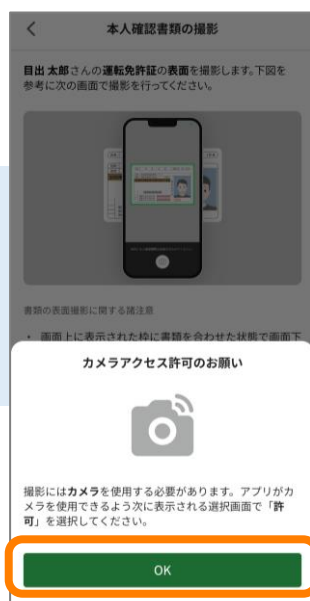 本人確認書類の撮影
目出 太郎さんの運転免許証の表面を撮影します。下図を
参考に次の画面で撮影を行ってください。
書類の表面撮影に関する諸注意
・ 画面上に表示された枠に書類を合わせた状態で画面下
カメラアクセス許可のお願い
撮影にはカメラを使用する必要があります。アプリがカ
メラを使用できるよう次に表示される選択画面で「許
可」を選択してください。
OK